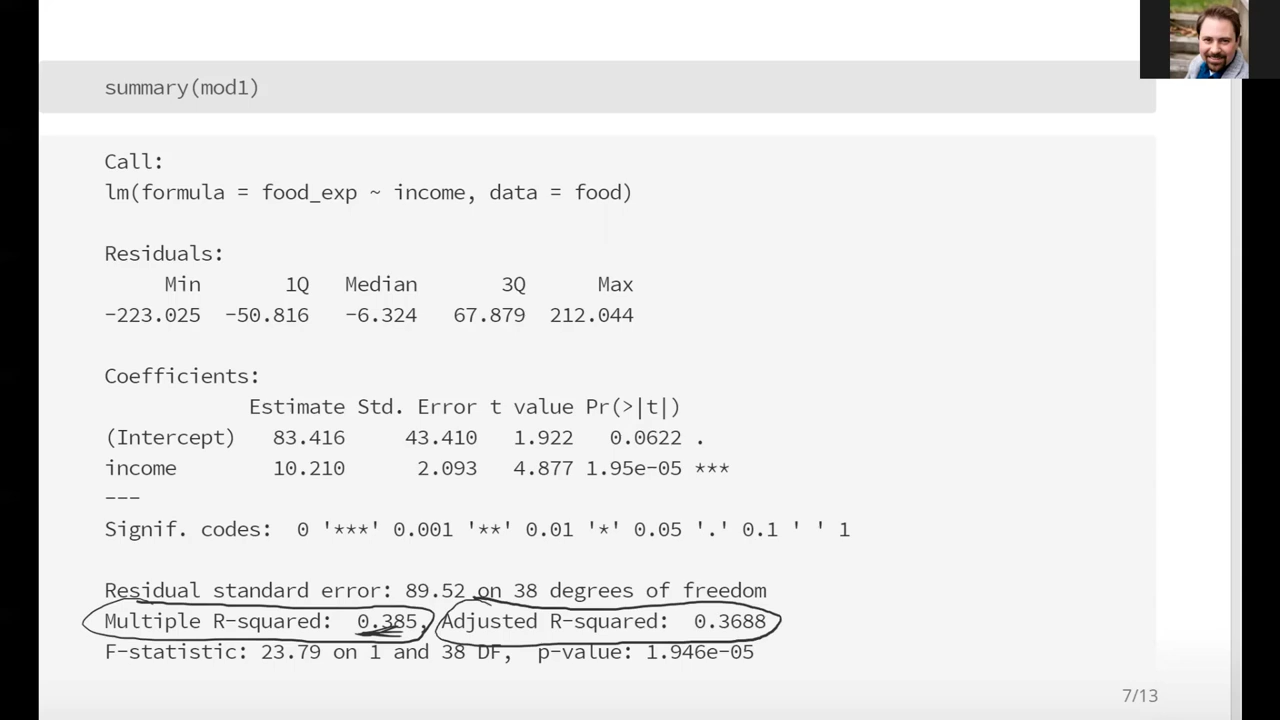 summary(mod1)
Call:
lm(formula = food_exp ~ income, data = food)
Residuals:
Min 1Q Median 3Q Max
-223.025 -50.816 -6.324 67.879 212.044
Coefficients:
Estimate Std. Error t value Pr(>|t|)
(Intercept) 83.416 43.410 1.922 0.0622 .
income 10.210 2.093 4.877 1.95e-05 ***
---
Signif. codes: 0 '***' 0.001 '**' 0.01 '*' 0.05 '.' 0.1 ' ' 1
Residual standard error: 89.52 on 38 degrees of freedom
Multiple R-squared: 0.385, Adjusted R-squared: 0.3688
F-statistic: 23.79 on 1 and 38 DF, p-value: 1.946e-05
7/13